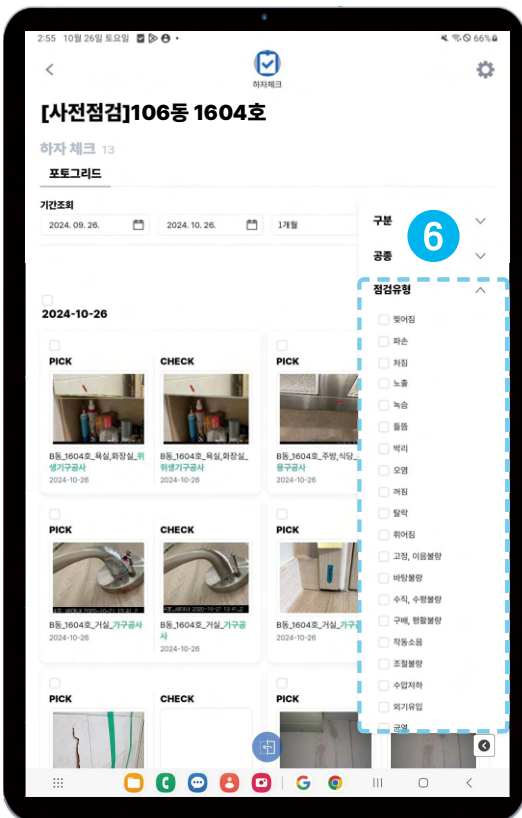 2:55 10월 26일 토요일
66%
하자체크
[사전점검]106동 1604호
하자 체크 13
포토그리드
기간조회
2024. 09. 26.
2024. 10. 26.
1개월
구분
6
공종
점검유형
찢어짐
파손
처짐
노출
녹슴
들뜸
박리
오염
꺼짐
탈락
휘어짐
고정, 이음불량
바탕불량
수직, 수평불량
구배, 평활불량
작동소음
조절불량
수압저하
외기유입
균열
2024-10-26
PICK
CHECK
PICK
B동_1604호_욕실,화장실_위
생기구공사
2024-10-26
B동_1604호_욕실,화장실_
위생기구공사
2024-10-26
B동_1604호_주방,식당_
용구공사
2024-10-26
PICK
CHECK
PICK
B동_1604호_거실_가구공사
2024-10-26
B동_1604호_거실_가구공
사
2024-10-26
B동_1604호_거실_가구
2024-10-26
PICK
CHECK
PICK